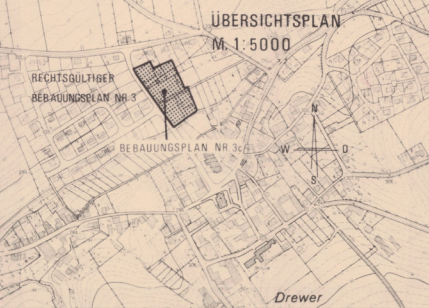 ÜBERSICHTSPLAN
M. 1:5000
RECHTSGÜLTIGER
BEBAUUNGSPLAN NR. 3
BEBAUUNGSPLAN NR. 3c
N
W
O
S
Drewer